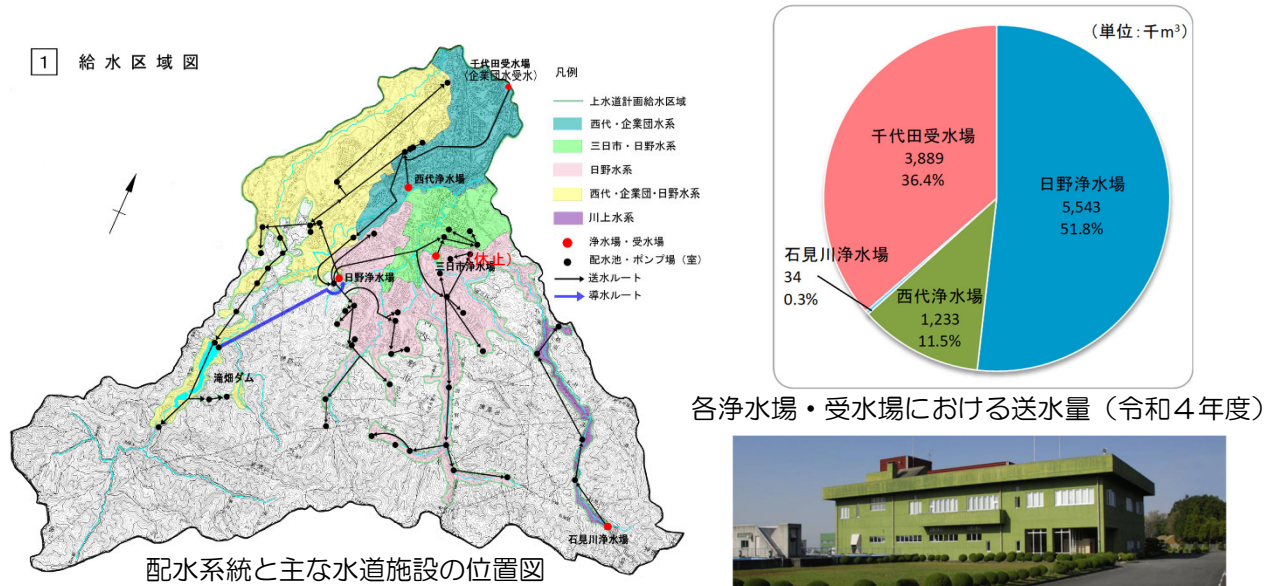 1 給水区域図
千代田受水場
(企業団水受水)
凡例
上水道計画給水区域
西代・企業団水系
三日市・日野水系
日野水系
西代・企業団・日野水系
川上水系
浄水場・受水場
配水池・ポンプ場(室)
送水ルート
導水ルート
西代浄水場
(休止)
三日市浄水場
日野浄水場
滝畑ダム
石見川浄水場
配水系統と主な水道施設の位置図
(単位:千m³)
千代田受水場
3,889
36.4%
日野浄水場
5,543
51.8%
石見川浄水場
34
0.3%
西代浄水場
1,233
11.5%
各浄水場・受水場における送水量(令和4年度)